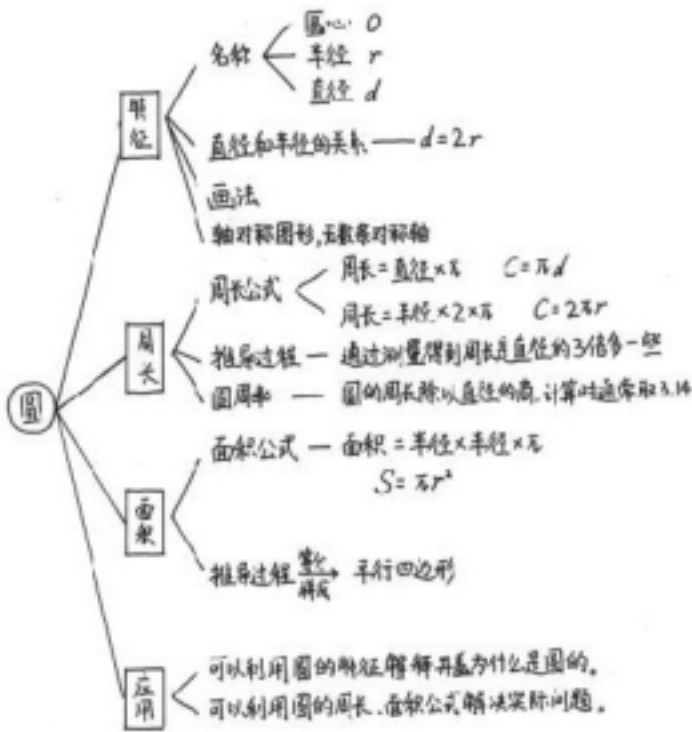 圆心 O
名称
半径 r
直径 d
特征
直径和半径的关系 —— d=2r
画法
轴对称图形,无数条对称轴
周长=直径×π C=πd
周长公式
周长=半径×2×π C=2πr
周长
推导过程 — 通过测量得到周长是直径的3倍多一些
圆周率 — 圆的周长除以直径的商,计算时通常取3.14
圆
面积公式 — 面积=半径×半径×π
S=πr²
面积
推导过程 → 平行四边形
可以利用圆的特征解释井盖为什么是圆的。
应用
可以利用圆的周长、面积公式解决实际问题。